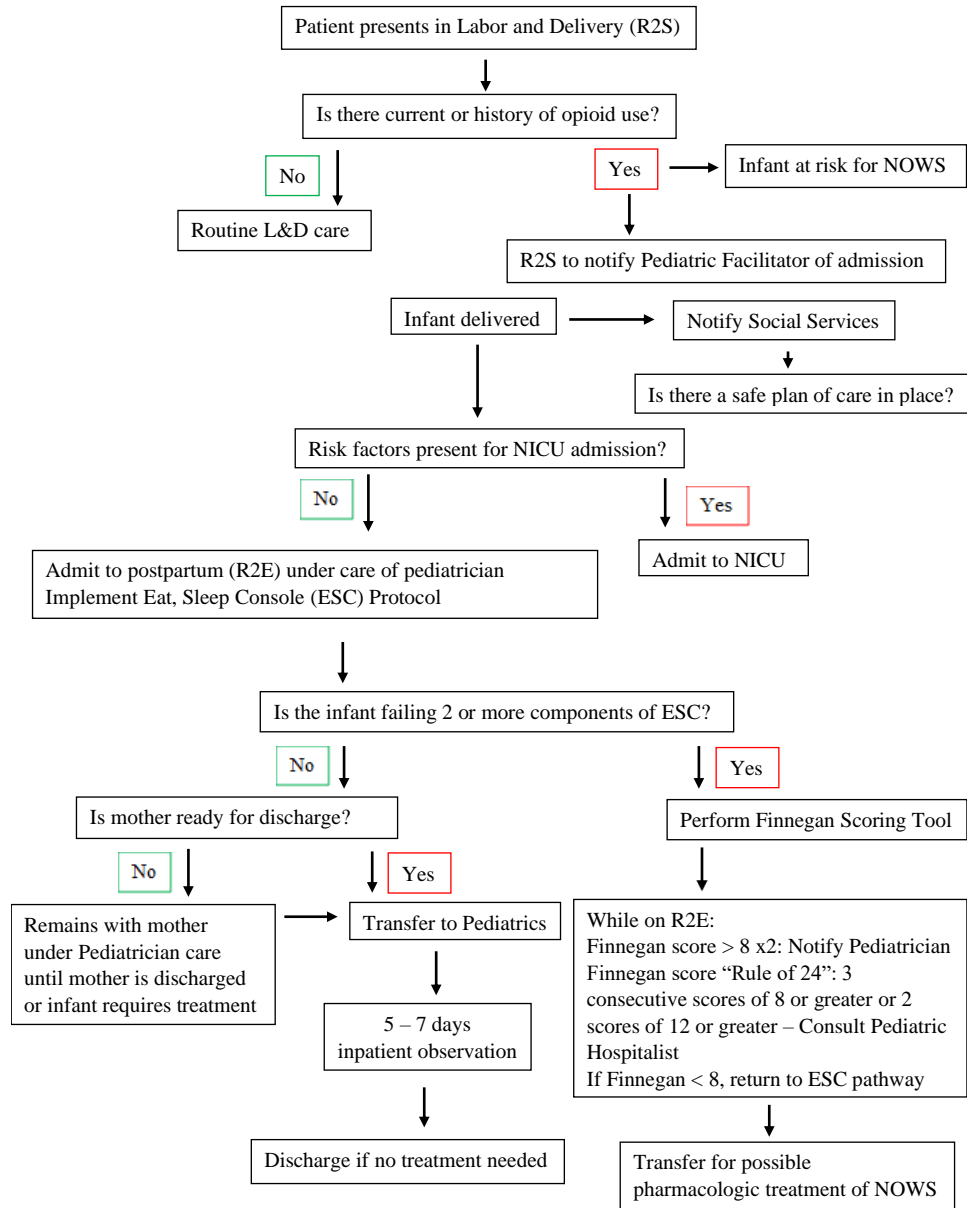 Patient presents in Labor and Delivery (R2S)
Is there current or history of opioid use?
No
Yes
Infant at risk for NOWS
Routine L&D care
R2S to notify Pediatric Facilitator of admission
Infant delivered
Notify Social Services
Is there a safe plan of care in place?
Risk factors present for NICU admission?
No
Yes
Admit to NICU
Admit to postpartum (R2E) under care of pediatrician
Implement Eat, Sleep Console (ESC) Protocol
Is the infant failing 2 or more components of ESC?
No
Yes
Is mother ready for discharge?
Perform Finnegan Scoring Tool
No
Yes
Remains with mother
under Pediatrician care
until mother is discharged
or infant requires treatment
Transfer to Pediatrics
5 – 7 days
inpatient observation
Discharge if no treatment needed
While on R2E:
Finnegan score > 8 x2: Notify Pediatrician
Finnegan score “Rule of 24”: 3
consecutive scores of 8 or greater or 2
scores of 12 or greater – Consult Pediatric
Hospitalist
If Finnegan < 8, return to ESC pathway
Transfer for possible
pharmacologic treatment of NOWS